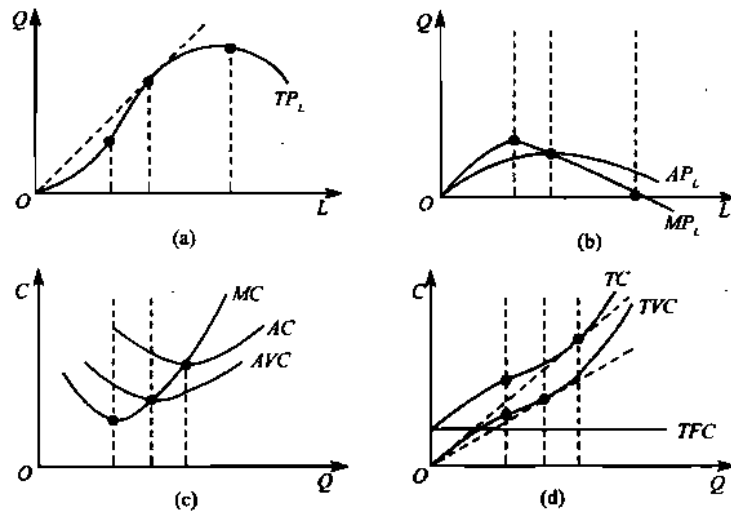 Q
TP_L
O
L
(a)
Q
AP_L
O
L
MP_L
(b)
C
MC
AC
AVC
O
Q
(c)
C
TC
TVC
TFC
O
Q
(d)